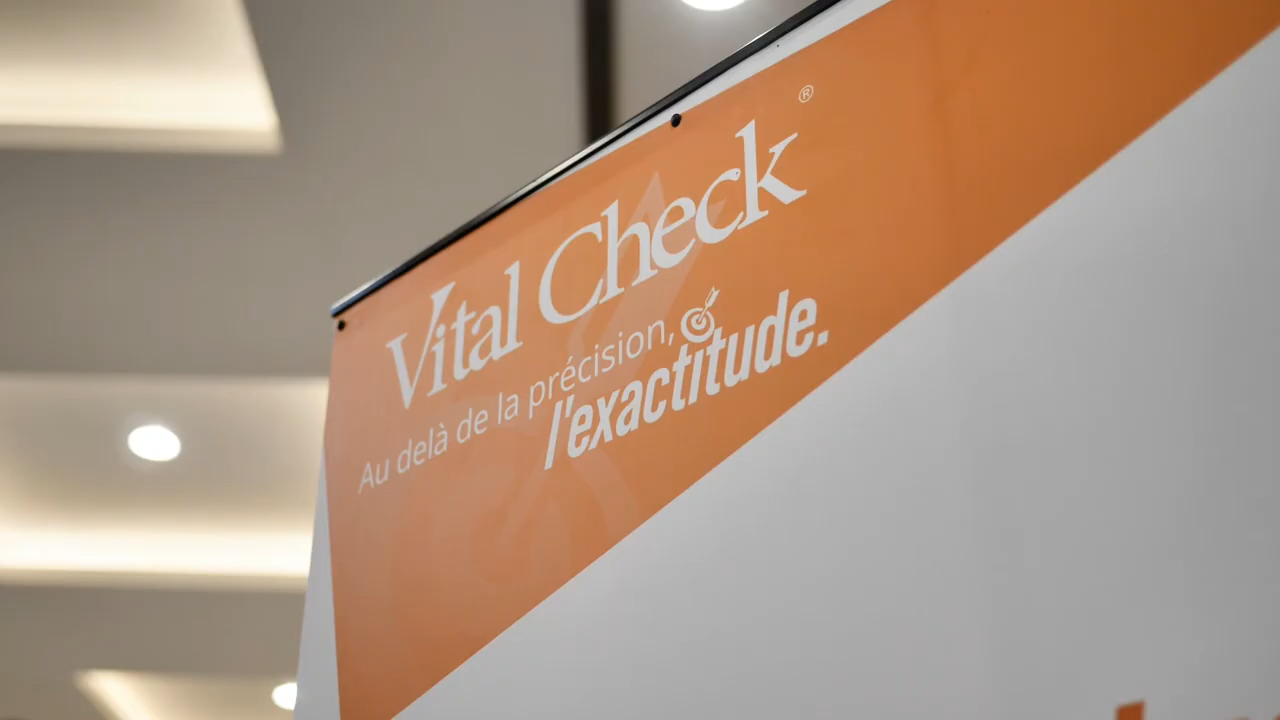 Vital Check®
Au delà de la précision,
l'exactitude.